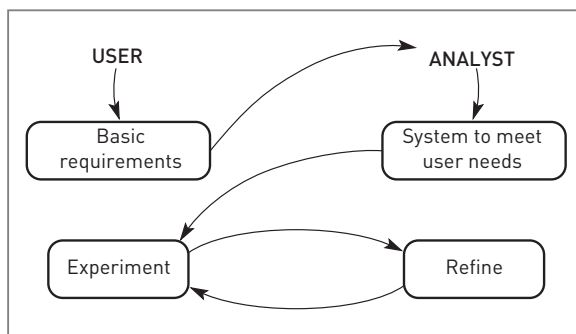 USER
ANALYST
Basic
requirements
System to meet
user needs
Experiment
Refine